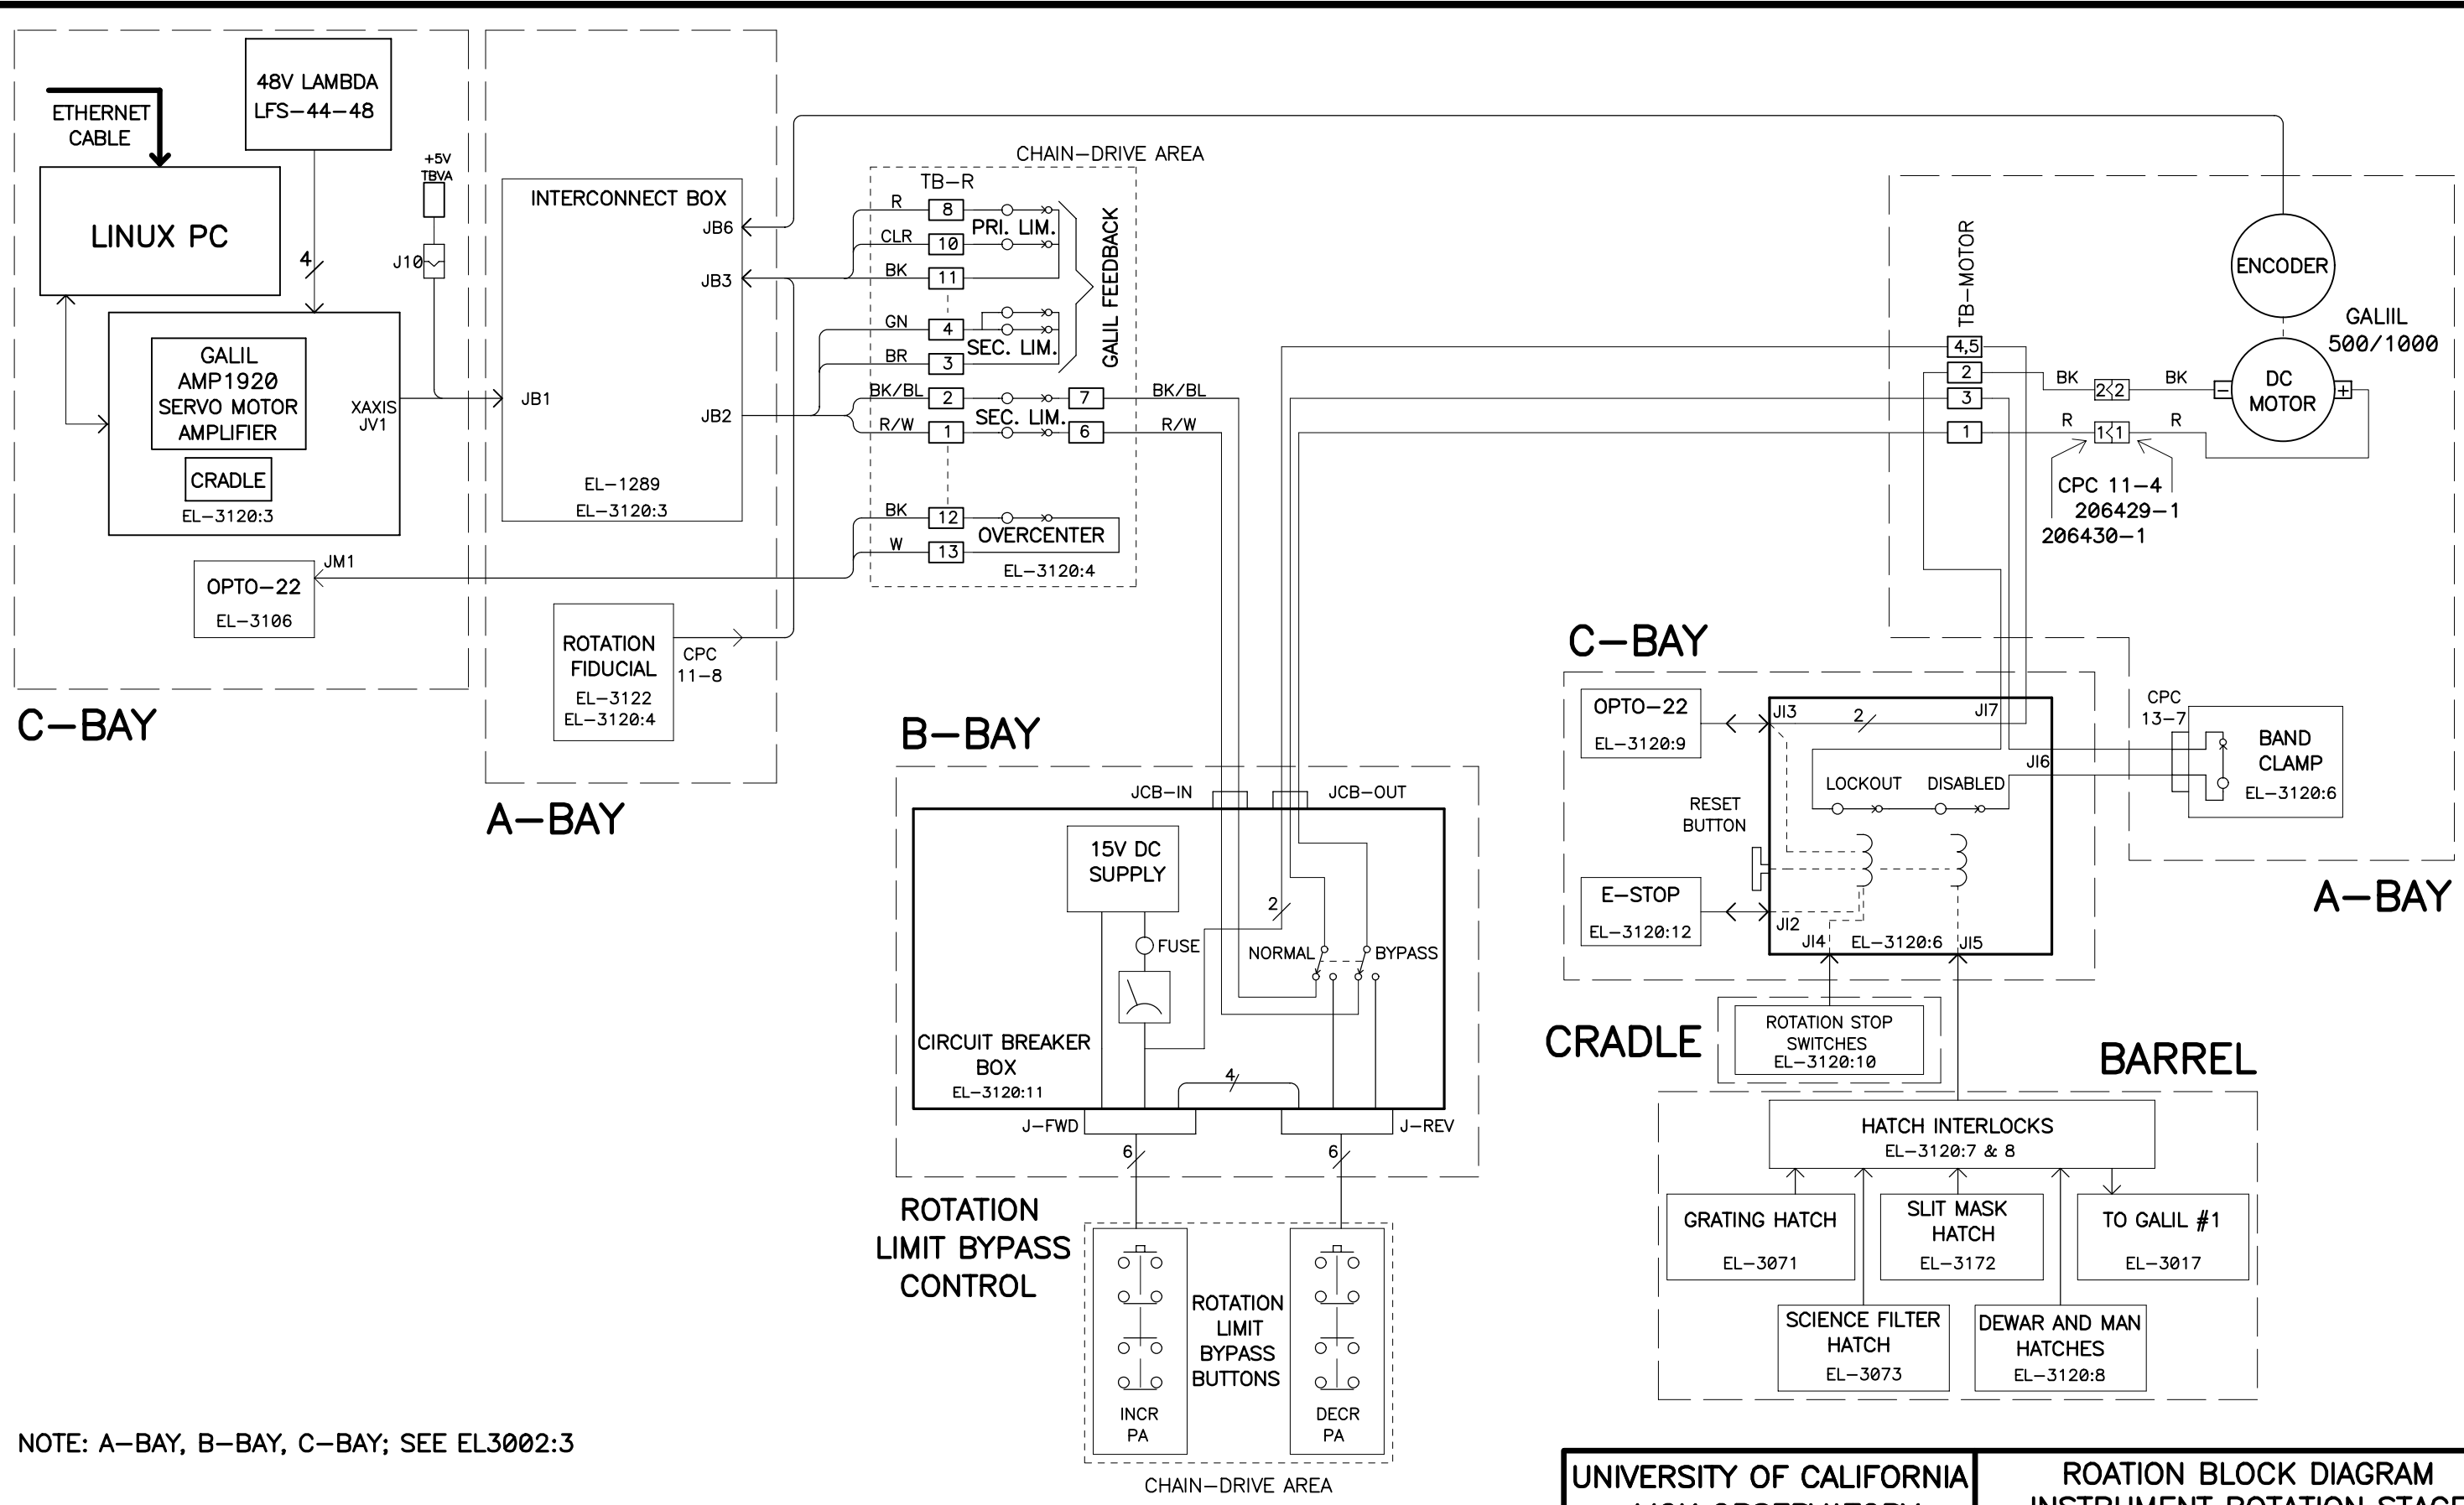 48V LAMBDA
LFS-44-48
ETHERNET
CABLE
LINUX PC
4
+5V
TBVA
J10
GALIL
AMP1920
SERVO MOTOR
AMPLIFIER
XAXIS
JV1
CRADLE
EL-3120:3
OPTO-22
EL-3106
JM1
C-BAY
INTERCONNECT BOX
JB6
JB3
JB1
JB2
EL-1289
EL-3120:3
ROTATION
FIDUCIAL
EL-3122
EL-3120:4
CPC
11-8
A-BAY
CHAIN-DRIVE AREA
TB-R
R
8
PRI. LIM.
CLR
10
BK
11
GN
4
SEC. LIM.
BR
3
GALIL FEEDBACK
BK/BL
2
7
BK/BL
SEC. LIM.
R/W
1
6
R/W
BK
12
OVERCENTER
W
13
EL-3120:4
TB-MOTOR
4,5
2
3
1
ENCODER
GALIIL
500/1000
DC
MOTOR
-
+
BK
2
2
BK
R
1
1
R
CPC 11-4
206429-1
206430-1
C-BAY
OPTO-22
EL-3120:9
JI3
2
JI7
JI6
LOCKOUT
DISABLED
RESET
BUTTON
E-STOP
EL-3120:12
JI2
JI4
EL-3120:6
JI5
CPC
13-7
BAND
CLAMP
EL-3120:6
A-BAY
B-BAY
JCB-IN
JCB-OUT
15V DC
SUPPLY
2
FUSE
NORMAL
BYPASS
CIRCUIT BREAKER
BOX
EL-3120:11
4
J-FWD
J-REV
6
6
ROTATION
LIMIT BYPASS
CONTROL
ROTATION
LIMIT
BYPASS
BUTTONS
INCR
PA
DECR
PA
CHAIN-DRIVE AREA
CRADLE
ROTATION STOP
SWITCHES
EL-3120:10
BARREL
HATCH INTERLOCKS
EL-3120:7 & 8
GRATING HATCH
EL-3071
SLIT MASK
HATCH
EL-3172
TO GALIL #1
EL-3017
SCIENCE FILTER
HATCH
EL-3073
DEWAR AND MAN
HATCHES
EL-3120:8
NOTE: A-BAY, B-BAY, C-BAY; SEE EL3002:3
UNIVERSITY OF CALIFORNIA
ROATION BLOCK DIAGRAM
INSTRUMENT ROTATION